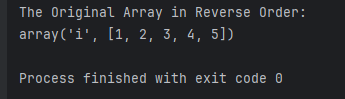 The Original Array in Reverse Order:
array('i', [1, 2, 3, 4, 5])
Process finished with exit code 0